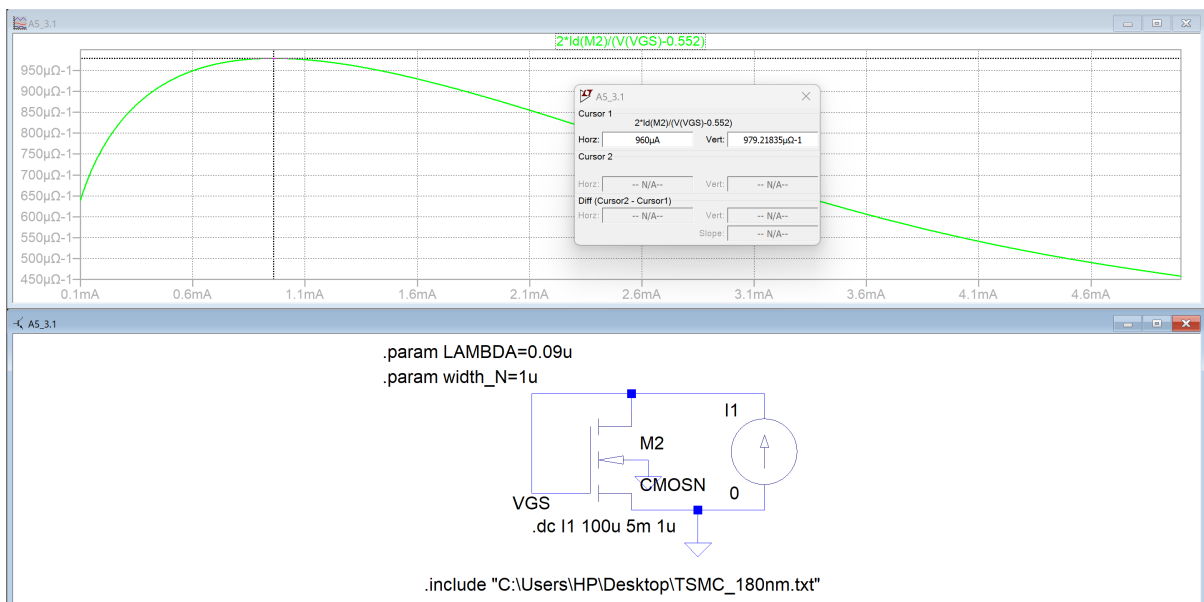 A5_3.1
2*Id(M2)/(V(VGS)-0.552)
950µΩ-1
900µΩ-1
850µΩ-1
800µΩ-1
750µΩ-1
700µΩ-1
650µΩ-1
600µΩ-1
550µΩ-1
500µΩ-1
450µΩ-1
0.1mA 0.6mA 1.1mA 1.6mA 2.1mA 2.6mA 3.1mA 3.6mA 4.1mA 4.6mA
A5_3.1
Cursor 1
2*Id(M2)/(V(VGS)-0.552)
Horz: 960µA Vert: 979.21835µΩ-1
Cursor 2
Horz: -- N/A-- Vert: -- N/A--
Diff (Cursor2 - Cursor1)
Horz: -- N/A-- Vert: -- N/A--
Slope: -- N/A--
A5_3.1
.param LAMBDA=0.09u
.param width_N=1u
I1
M2
CMOSN
0
VGS
.dc I1 100u 5m 1u
.include "C:\Users\HP\Desktop\TSMC_180nm.txt"